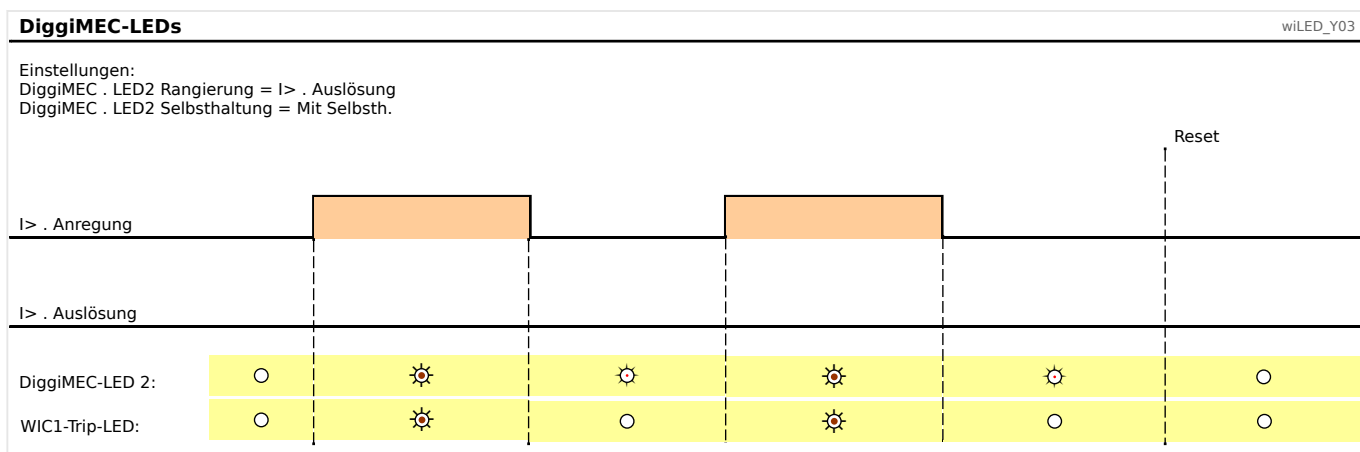 DiggiMEC-LEDs
wiLED_Y03
Einstellungen:
DiggiMEC . LED2 Rangierung = I> . Auslösung
DiggiMEC . LED2 Selbsthaltung = Mit Selbsth.
Reset
I> . Anregung
I> . Auslösung
DiggiMEC-LED 2:
WIC1-Trip-LED: